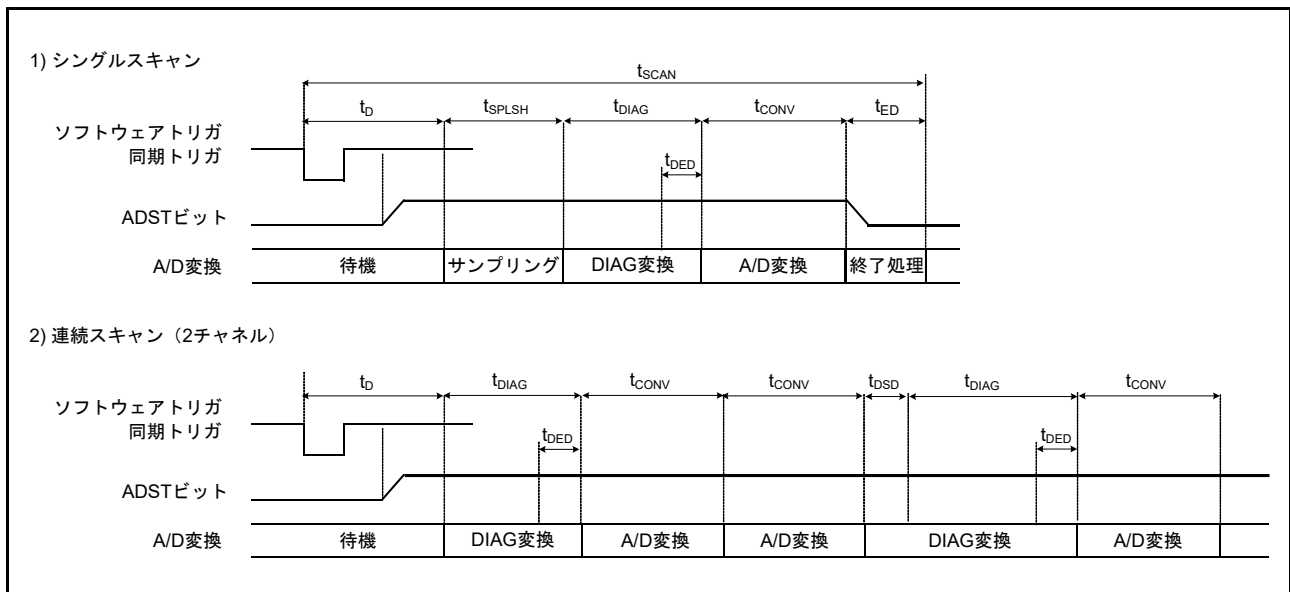 1) シングルスキャン
tSCAN
tD tSPLSH tDIAG tCONV tED
ソフトウェアトリガ
同期トリガ
tDED
ADSTビット
A/D変換 待機 サンプリング DIAG変換 A/D変換 終了処理
2) 連続スキャン（2チャネル）
tD tDIAG tCONV tCONV tDSD tDIAG tCONV
ソフトウェアトリガ
同期トリガ
tDED tDED
ADSTビット
A/D変換 待機 DIAG変換 A/D変換 A/D変換 DIAG変換 A/D変換